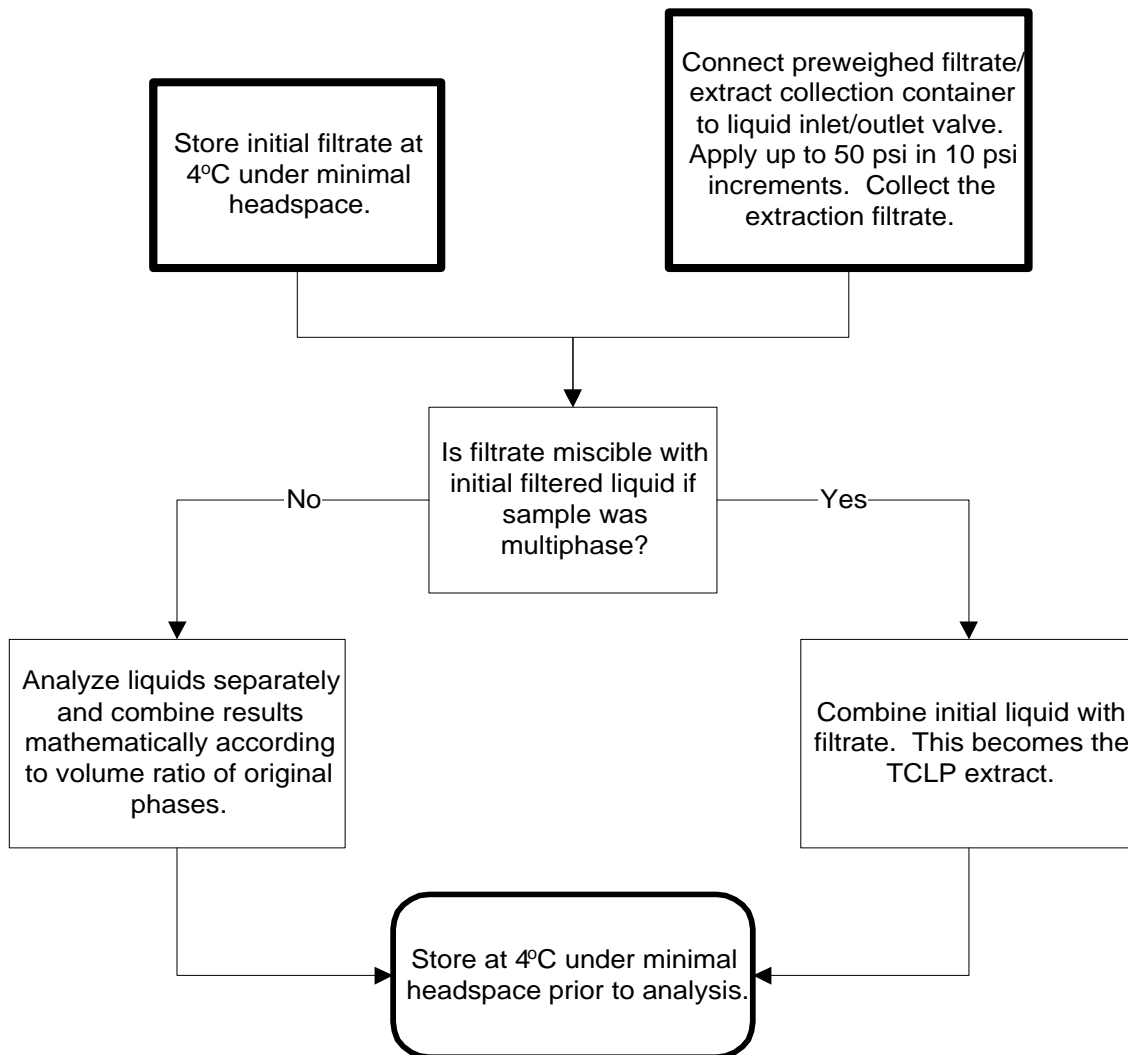 Store initial filtrate at
4ºC under minimal
headspace.
Connect preweighed filtrate/
extract collection container
to liquid inlet/outlet valve.
Apply up to 50 psi in 10 psi
increments.  Collect the
extraction filtrate.
Is filtrate miscible with
initial filtered liquid if
sample was
multiphase?
No
Yes
Analyze liquids separately
and combine results
mathematically according
to volume ratio of original
phases.
Combine initial liquid with
filtrate.  This becomes the
TCLP extract.
Store at 4ºC under minimal
headspace prior to analysis.